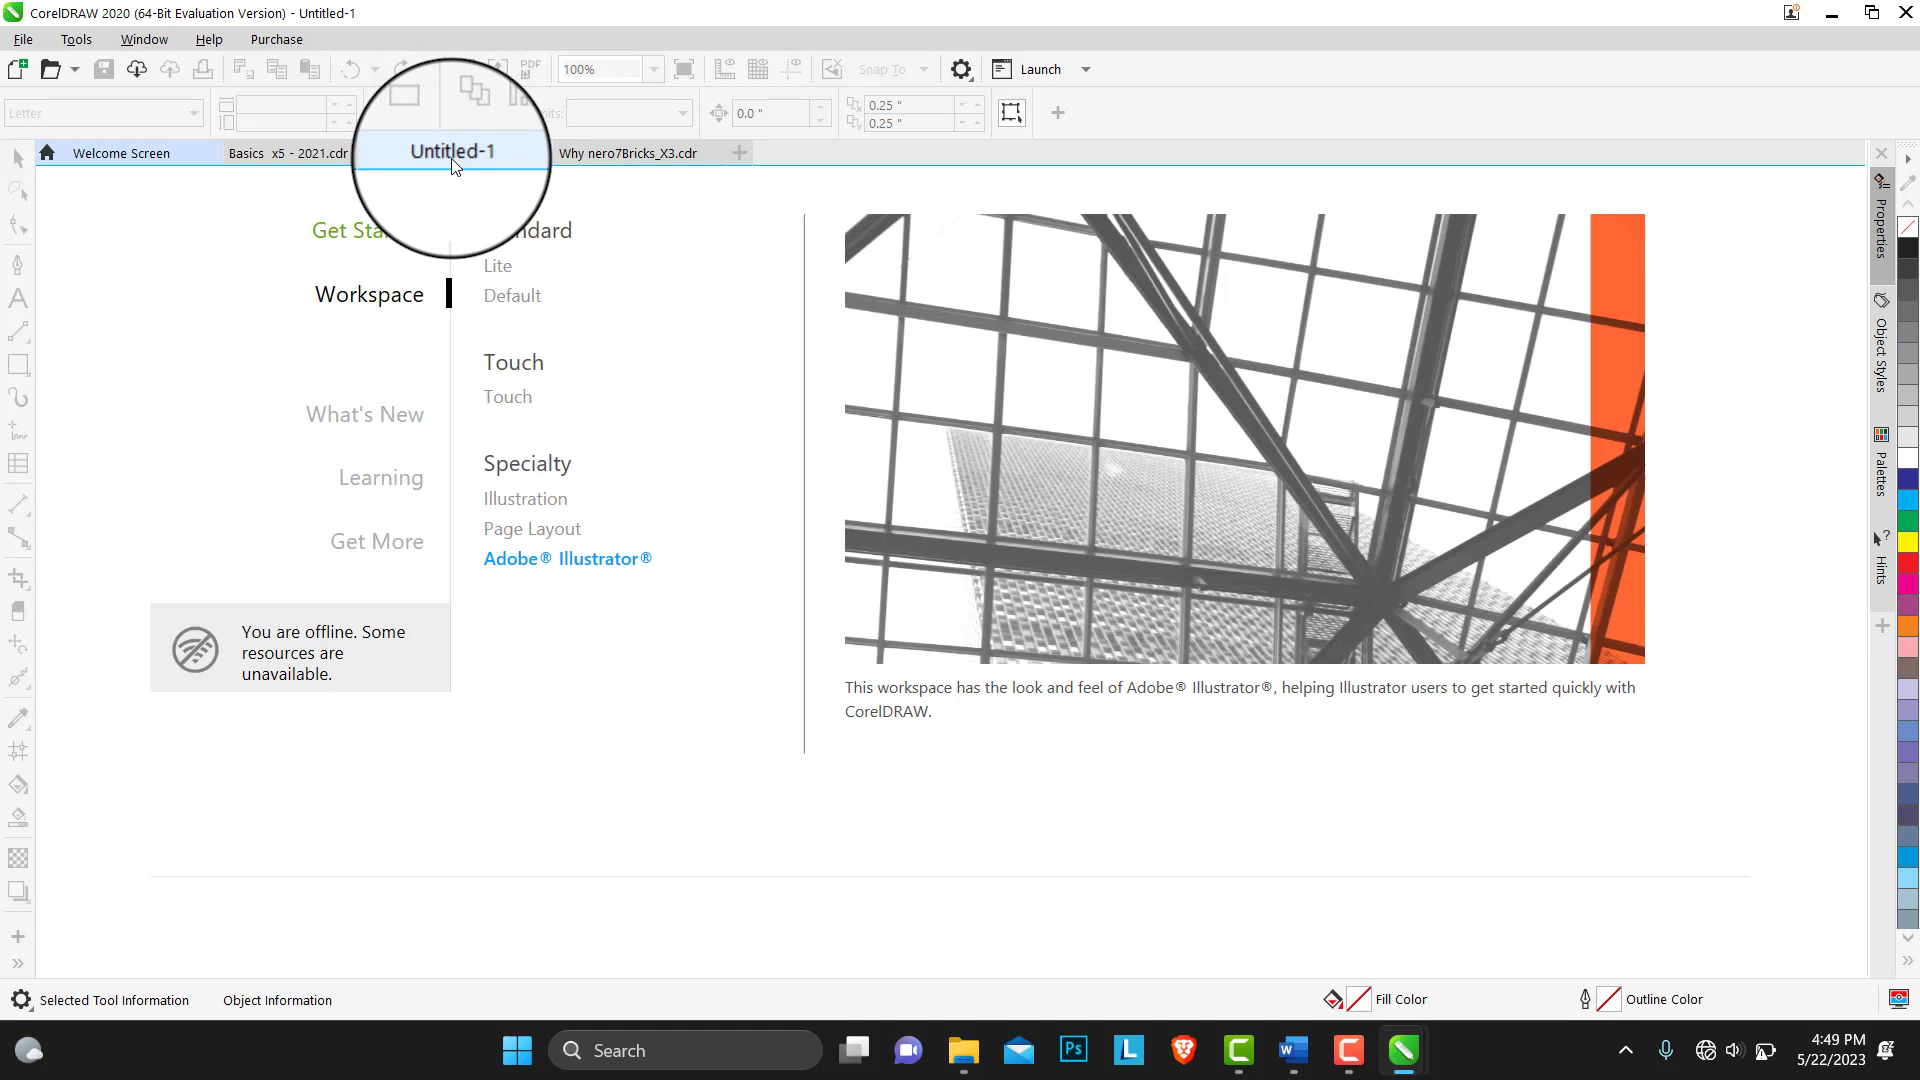 CorelDRAW 2020 (64-Bit Evaluation Version) - Untitled-1
File Tools Window Help Purchase
PDF 100% Snap To Launch
Letter 0.0 " 0.25 "
0.25 "
Welcome Screen Basics x5 - 2021.cdr Untitled-1 Why nero7Bricks_X3.cdr
Get Sta
ndard
Lite
Workspace
Default
Touch
Touch
What's New
Learning
Get More
Specialty
Illustration
Page Layout
Adobe® Illustrator®
You are offline. Some
resources are
unavailable.
This workspace has the look and feel of Adobe® Illustrator®, helping Illustrator users to get started quickly with
CorelDRAW.
Properties
Object Styles
Palettes
Hints
Selected Tool Information Object Information Fill Color Outline Color
Search
Ps
L
C
W
C
4:49 PM
5/22/2023